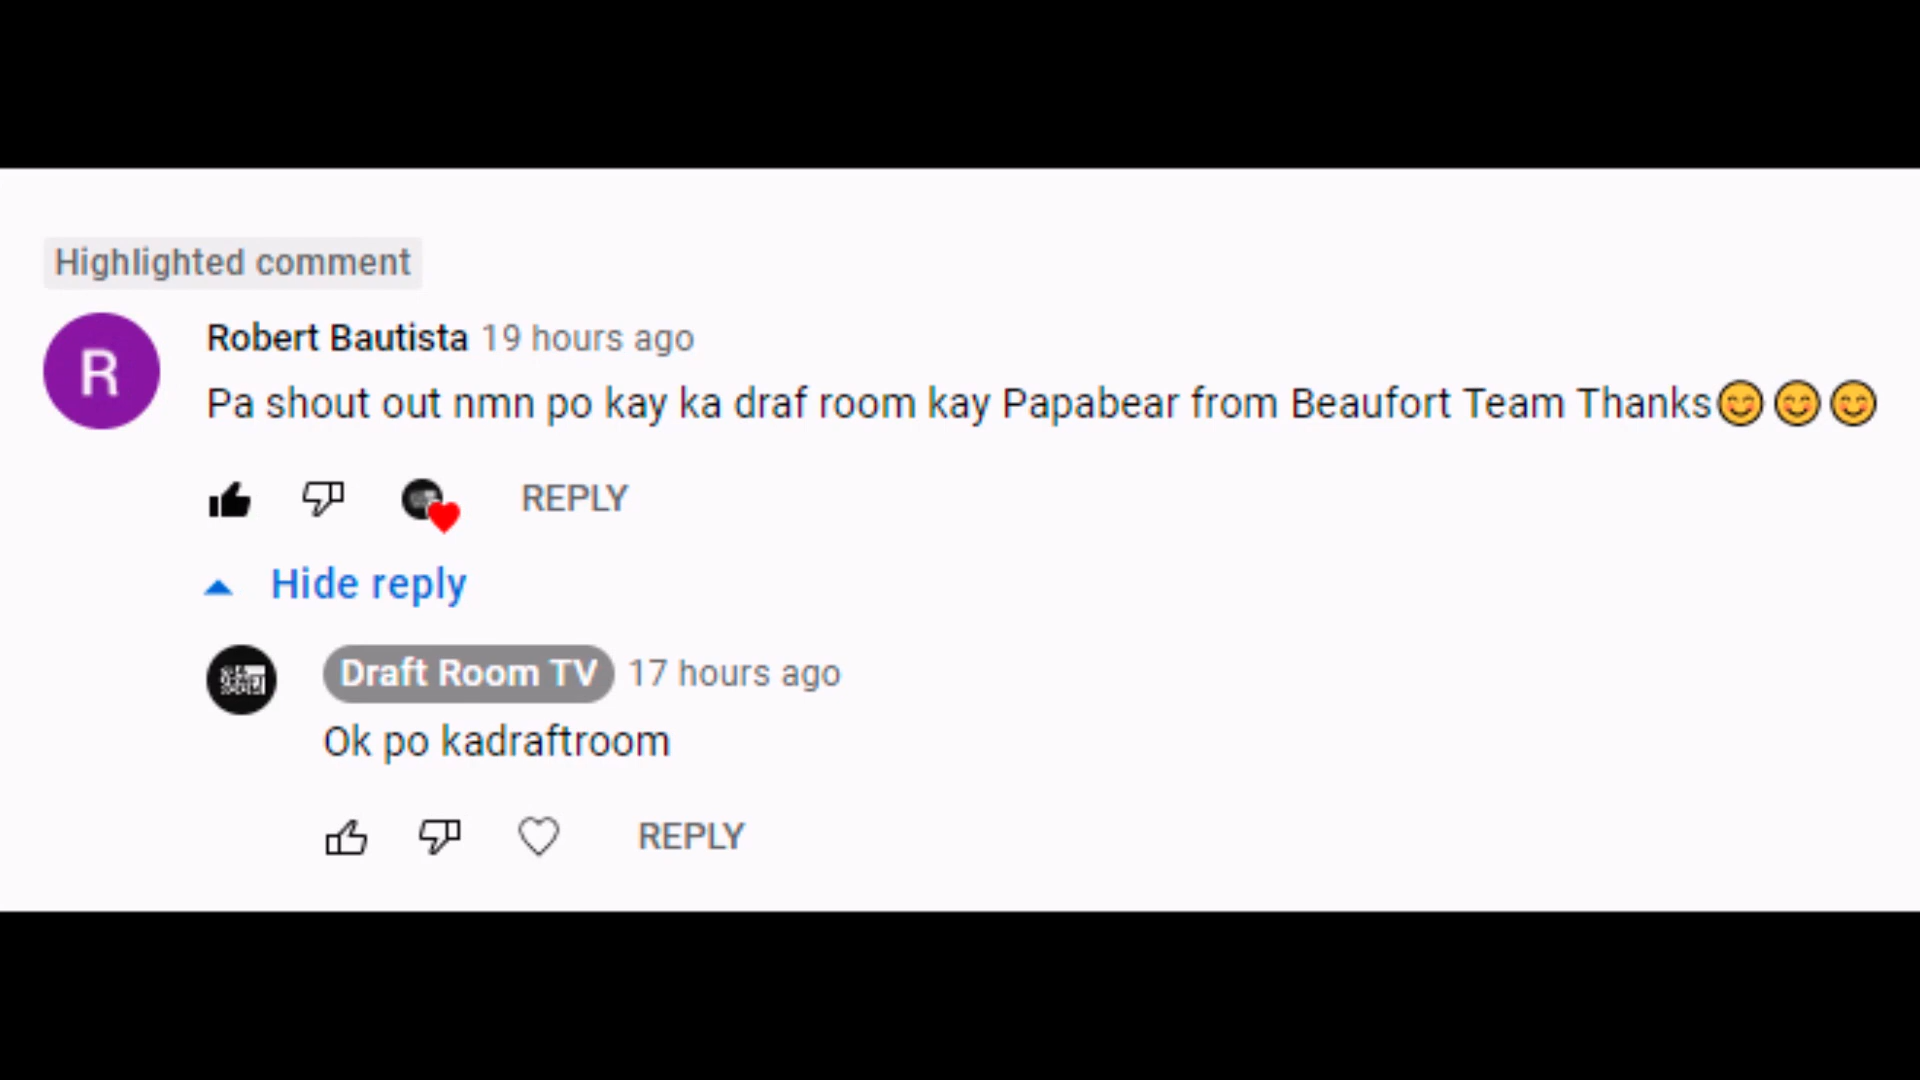 Highlighted comment
R
Robert Bautista 19 hours ago
Pa shout out nmn po kay ka draf room kay Papabear from Beaufort Team Thanks😊😊😊
REPLY
Hide reply
Draft Room TV 17 hours ago
Ok po kadraftroom
REPLY